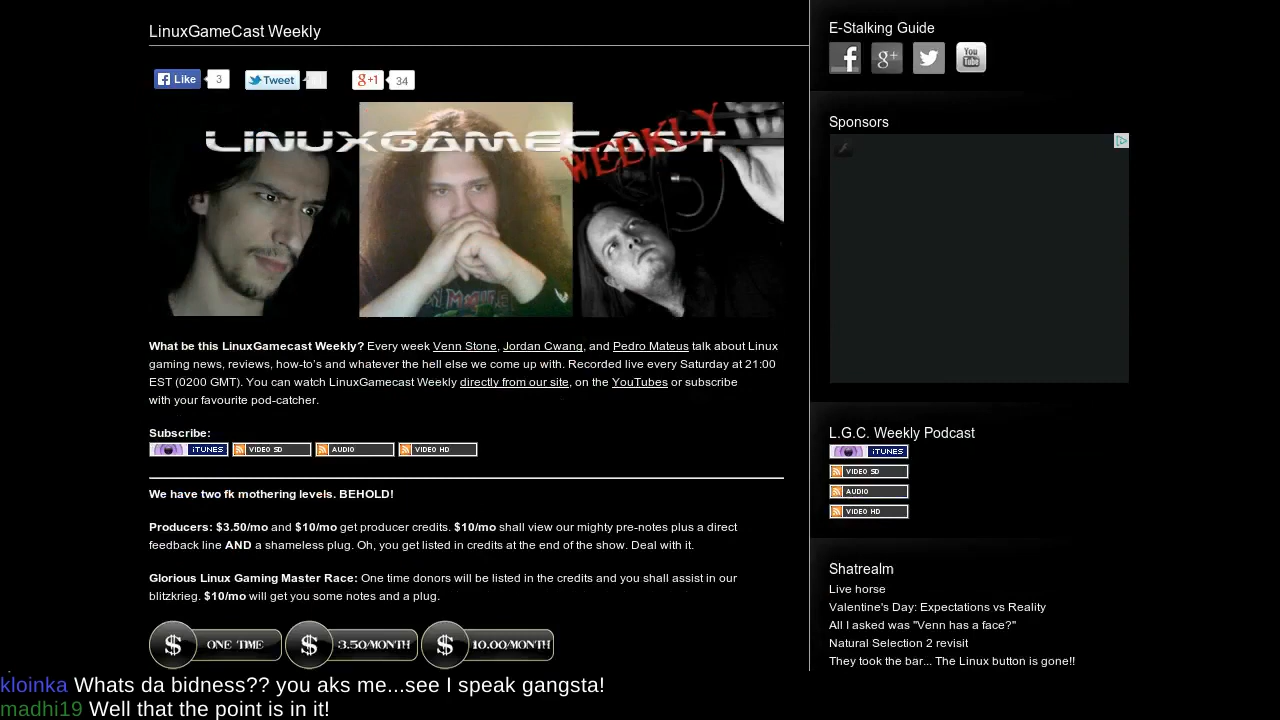 LinuxGameCast Weekly
Like 3 Tweet g+1 34
LINUXGAMECAST
WEEKLY
What be this LinuxGamecast Weekly? Every week Venn Stone, Jordan Cwang, and Pedro Mateus talk about Linux
gaming news, reviews, how-to's and whatever the hell else we come up with. Recorded live every Saturday at 21:00
EST (0200 GMT). You can watch LinuxGamecast Weekly directly from our site, on the YouTubes or subscribe
with your favourite pod-catcher.
Subscribe:
iTUNES VIDEO SD AUDIO VIDEO HD
We have two fk mothering levels. BEHOLD!
Producers: $3.50/mo and $10/mo get producer credits. $10/mo shall view our mighty pre-notes plus a direct
feedback line AND a shameless plug. Oh, you get listed in credits at the end of the show. Deal with it.
Glorious Linux Gaming Master Race: One time donors will be listed in the credits and you shall assist in our
blitzkrieg. $10/mo will get you some notes and a plug.
$ ONE TIME $ 3.50/MONTH $ 10.00/MONTH
E-Stalking Guide
f g+ You Tube
Sponsors
L.G.C. Weekly Podcast
iTUNES
VIDEO SD
AUDIO
VIDEO HD
Shatrealm
Live horse
Valentine's Day: Expectations vs Reality
All I asked was "Venn has a face?"
Natural Selection 2 revisit
They took the bar... The Linux button is gone!!
kloinka Whats da bidness?? you aks me...see I speak gangsta!
madhi19 Well that the point is in it!